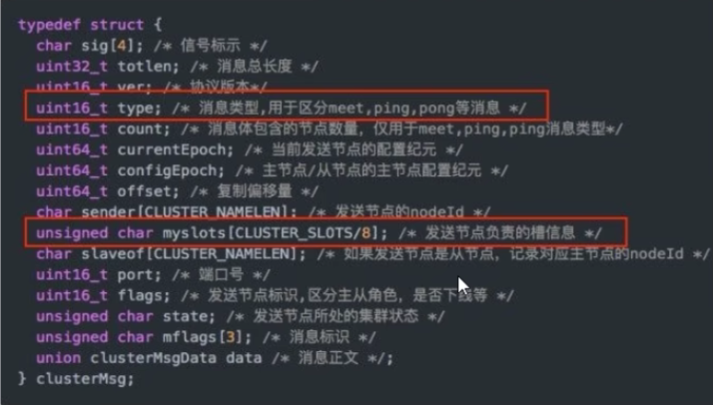 typedef struct {
char sig[4]; /* 信号标示 */
uint32_t totlen; /* 消息总长度 */
uint16_t ver; /* 协议版本*/
uint16_t type; /* 消息类型,用于区分meet,ping,pong等消息 */
uint16_t count; /* 消息体包含的节点数量，仅用于meet,ping,ping消息类型*/
uint64_t currentEpoch; /* 当前发送节点的配置纪元 */
uint64_t configEpoch; /* 主节点/从节点的主节点配置纪元 */
uint64_t offset; /* 复制偏移量 */
char sender[CLUSTER_NAMELEN]; /* 发送节点的nodeId */
unsigned char myslots[CLUSTER_SLOTS/8]; /* 发送节点负责的槽信息 */
char slaveof[CLUSTER_NAMELEN]; /* 如果发送节点是从节点，记录对应主节点的nodeId */
uint16_t port; /* 端口号 */
uint16_t flags; /* 发送节点标识,区分主从角色，是否下线等 */
unsigned char state; /* 发送节点所处的集群状态 */
unsigned char mflags[3]; /* 消息标识 */
union clusterMsgData data /* 消息正文 */;
} clusterMsg;